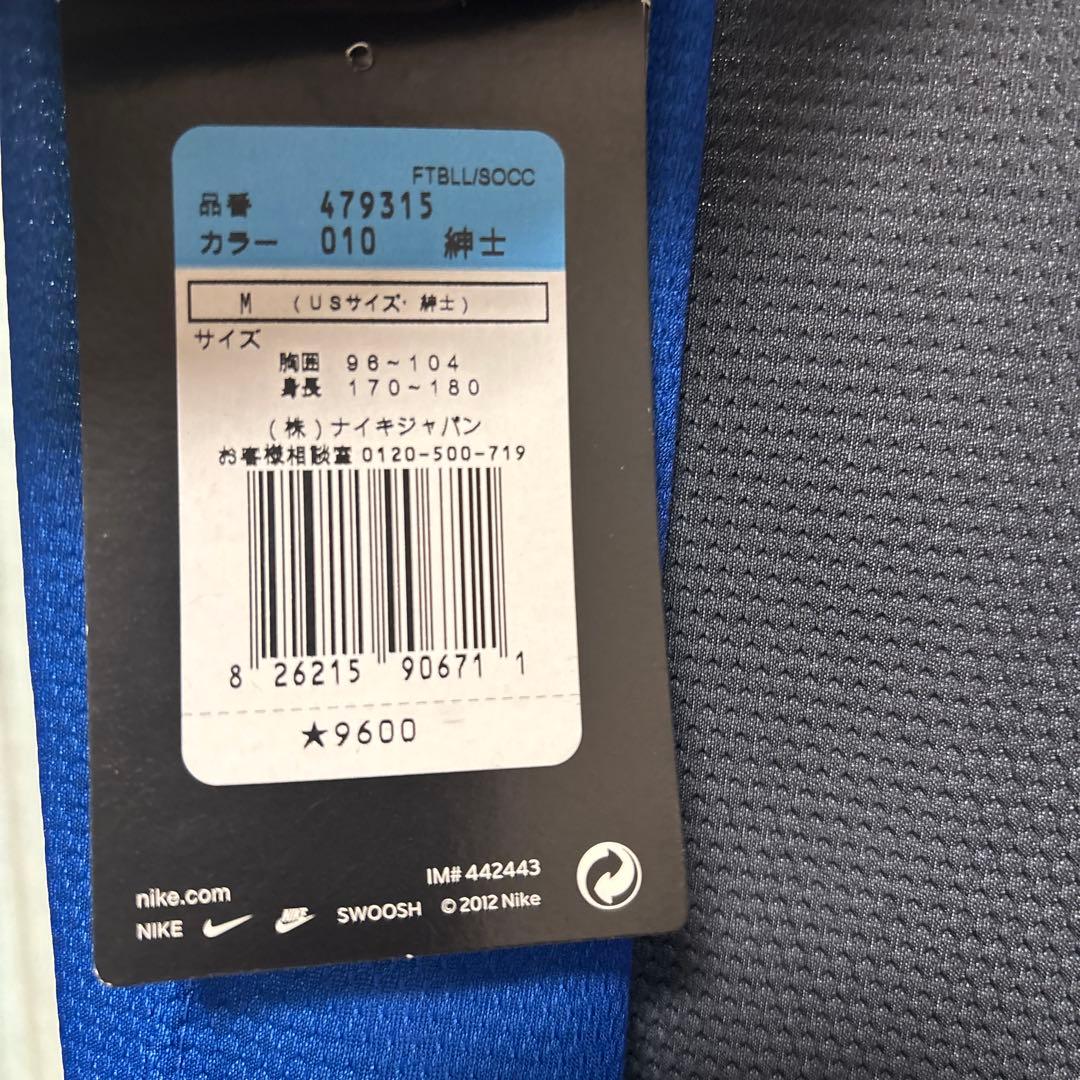 FTBLL/SOCC
品番 479315
カラー 010 紳士
M (USサイズ・紳士)
サイズ
胸囲 96~104
身長 170~180
(株)ナイキジャパン
お客様相談室 0120-500-719
8 26215 90671 1
★9600
IM# 442443
nike.com
NIKE NIKE SWOOSH © 2012 Nike